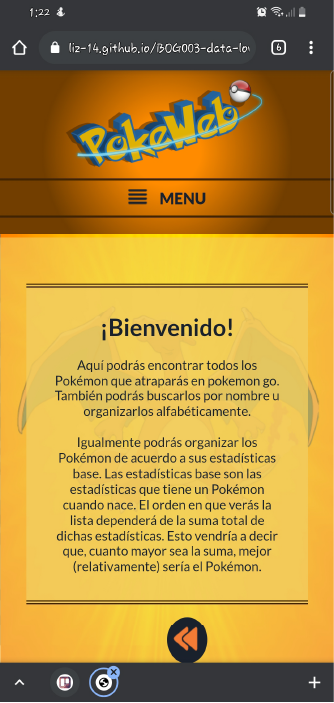 1:22
liz-14.github.io/BOG003-data-lov
6
PokeWeb
MENU
¡Bienvenido!
Aquí podrás encontrar todos los
Pokémon que atraparás en pokemon go.
También podrás buscarlos por nombre u
organizarlos alfabéticamente.
Igualmente podrás organizar los
Pokémon de acuerdo a sus estadísticas
base. Las estadísticas base son las
estadísticas que tiene un Pokémon
cuando nace. El orden en que verás la
lista dependerá de la suma total de
dichas estadísticas. Esto vendría a decir
que, cuanto mayor sea la suma, mejor
(relativamente) sería el Pokémon.